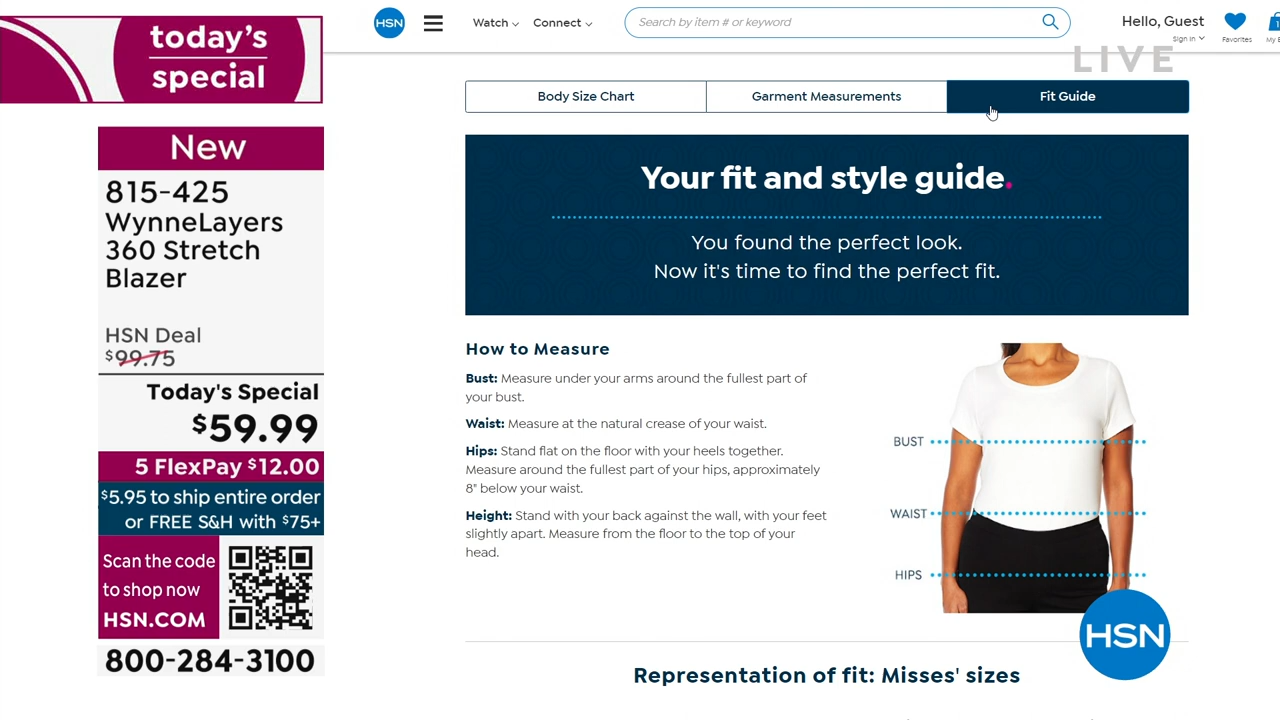 today's
special
New
815-425
WynneLayers
360 Stretch
Blazer
HSN Deal
$99.75
Today's Special
$59.99
5 FlexPay $12.00
$5.95 to ship entire order
or FREE S&H with $75+
Scan the code
to shop now
HSN.COM
800-284-3100
HSN
Watch
Connect
Search by item # or keyword
Hello, Guest
Sign In
Favorites
My
LIVE
Body Size Chart
Garment Measurements
Fit Guide
Your fit and style guide.
You found the perfect look.
Now it's time to find the perfect fit.
How to Measure
Bust: Measure under your arms around the fullest part of
your bust.
Waist: Measure at the natural crease of your waist.
Hips: Stand flat on the floor with your heels together.
Measure around the fullest part of your hips, approximately
8" below your waist.
Height: Stand with your back against the wall, with your feet
slightly apart. Measure from the floor to the top of your
head.
BUST
WAIST
HIPS
HSN
Representation of fit: Misses' sizes